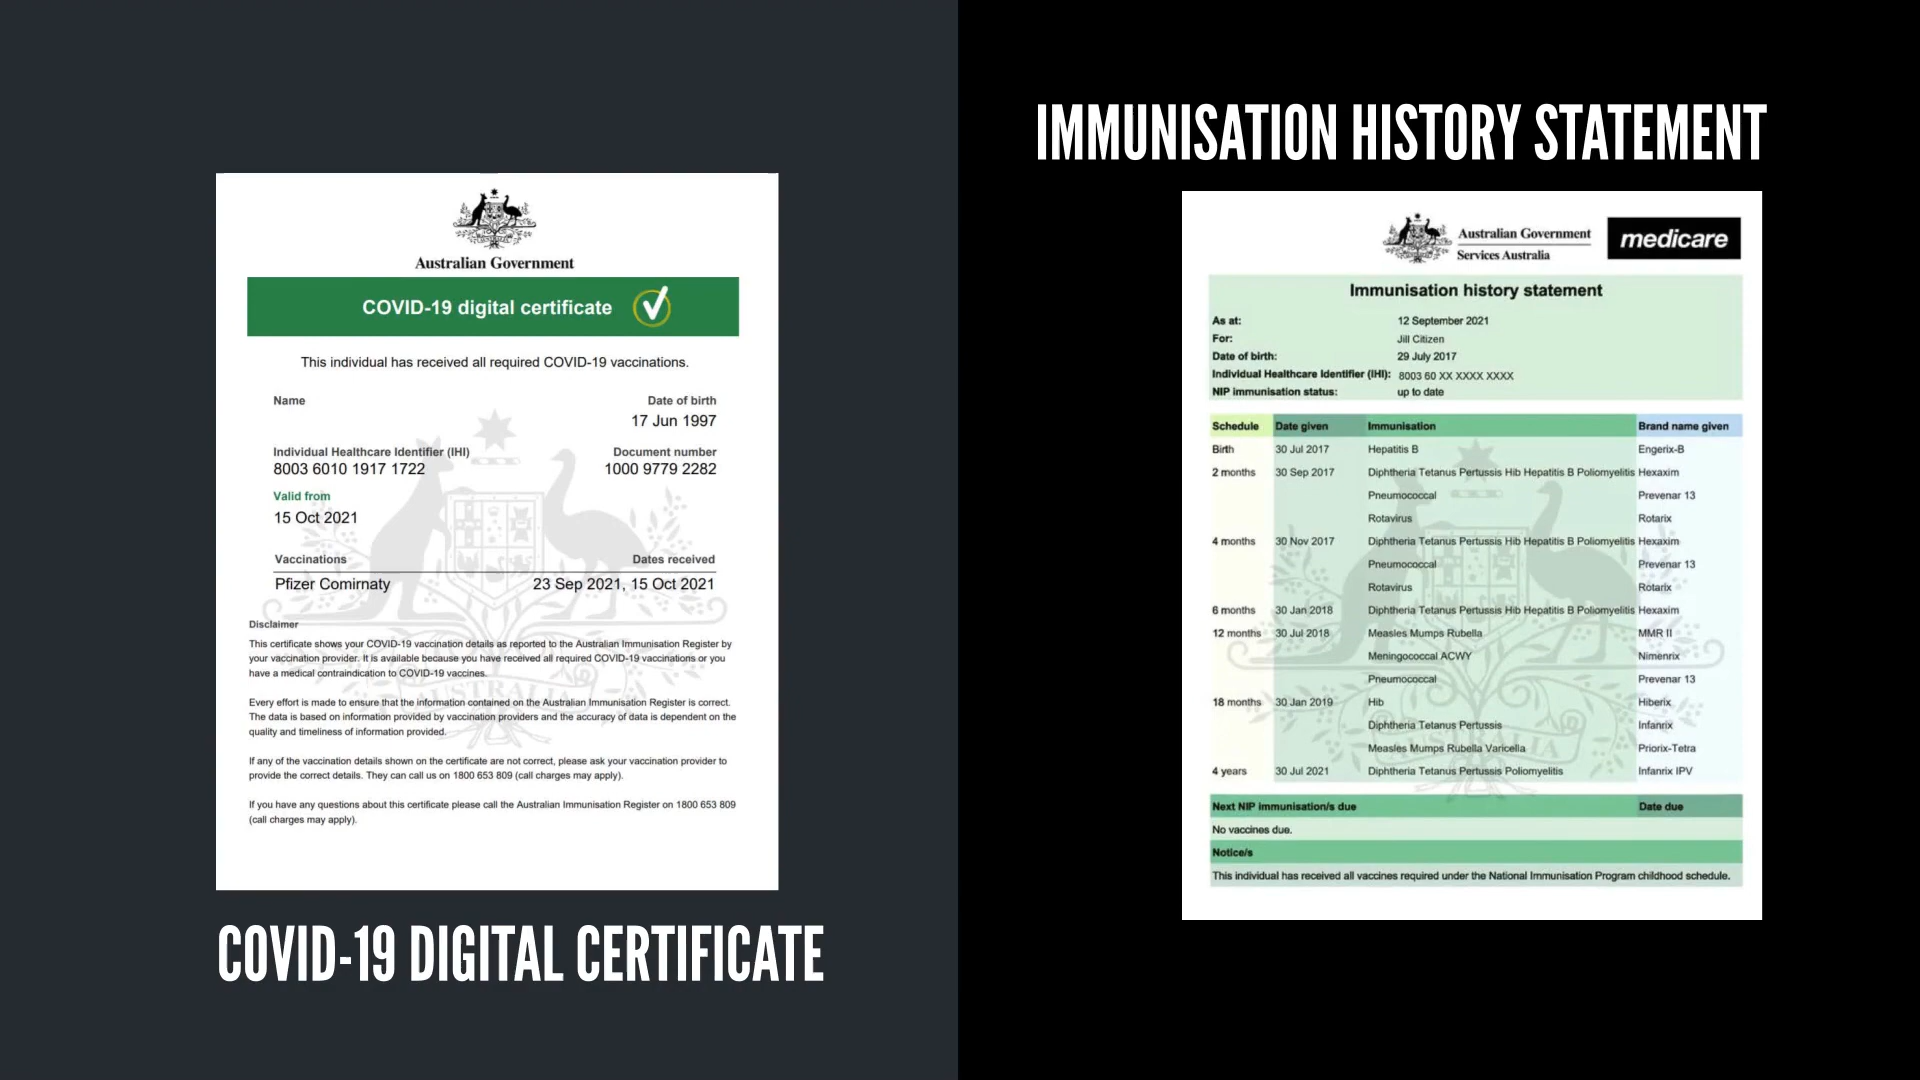 Australian Government
COVID-19 digital certificate
This individual has received all required COVID-19 vaccinations.
Name
Date of birth
17 Jun 1997
Individual Healthcare Identifier (IHI)
Document number
8003 6010 1917 1722
1000 9779 2282
Valid from
15 Oct 2021
Vaccinations
Dates received
Pfizer Comirnaty
23 Sep 2021, 15 Oct 2021
Disclaimer
This certificate shows your COVID-19 vaccination details as reported to the Australian Immunisation Register by
your vaccination provider. It is available because you have received all required COVID-19 vaccinations or you
have a medical contraindication to COVID-19 vaccines.
Every effort is made to ensure that the information contained on the Australian Immunisation Register is correct.
The data is based on information provided by vaccination providers and the accuracy of data is dependent on the
quality and timeliness of information provided.
If any of the vaccination details shown on the certificate are not correct, please ask your vaccination provider to
provide the correct details. They can call us on 1800 653 809 (call charges may apply).
If you have any questions about this certificate please call the Australian Immunisation Register on 1800 653 809
(call charges may apply).
AUSTRALIA
COVID-19 DIGITAL CERTIFICATE
IMMUNISATION HISTORY STATEMENT
Australian Government
Services Australia
medicare
Immunisation history statement
As at: 12 September 2021
For: Jill Citizen
Date of birth: 29 July 2017
Individual Healthcare Identifier (IHI): 8003 60 XX XXXX XXXX
NIP immunisation status: up to date
Schedule Date given Immunisation Brand name given
Birth 30 Jul 2017 Hepatitis B Engerix-B
2 months 30 Sep 2017 Diphtheria Tetanus Pertussis Hib Hepatitis B Poliomyelitis Hexaxim
Pneumococcal Prevenar 13
Rotavirus Rotarix
4 months 30 Nov 2017 Diphtheria Tetanus Pertussis Hib Hepatitis B Poliomyelitis Hexaxim
Pneumococcal Prevenar 13
Rotavirus Rotarix
6 months 30 Jan 2018 Diphtheria Tetanus Pertussis Hib Hepatitis B Poliomyelitis Hexaxim
12 months 30 Jul 2018 Measles Mumps Rubella MMR II
Meningococcal ACWY Nimenrix
Pneumococcal Prevenar 13
18 months 30 Jan 2019 Hib Hiberix
Diphtheria Tetanus Pertussis Infanrix
Measles Mumps Rubella Varicella Priorix-Tetra
4 years 30 Jul 2021 Diphtheria Tetanus Pertussis Poliomyelitis Infanrix IPV
Next NIP immunisation/s due Date due
No vaccines due.
Notice/s
This individual has received all vaccines required under the National Immunisation Program childhood schedule.